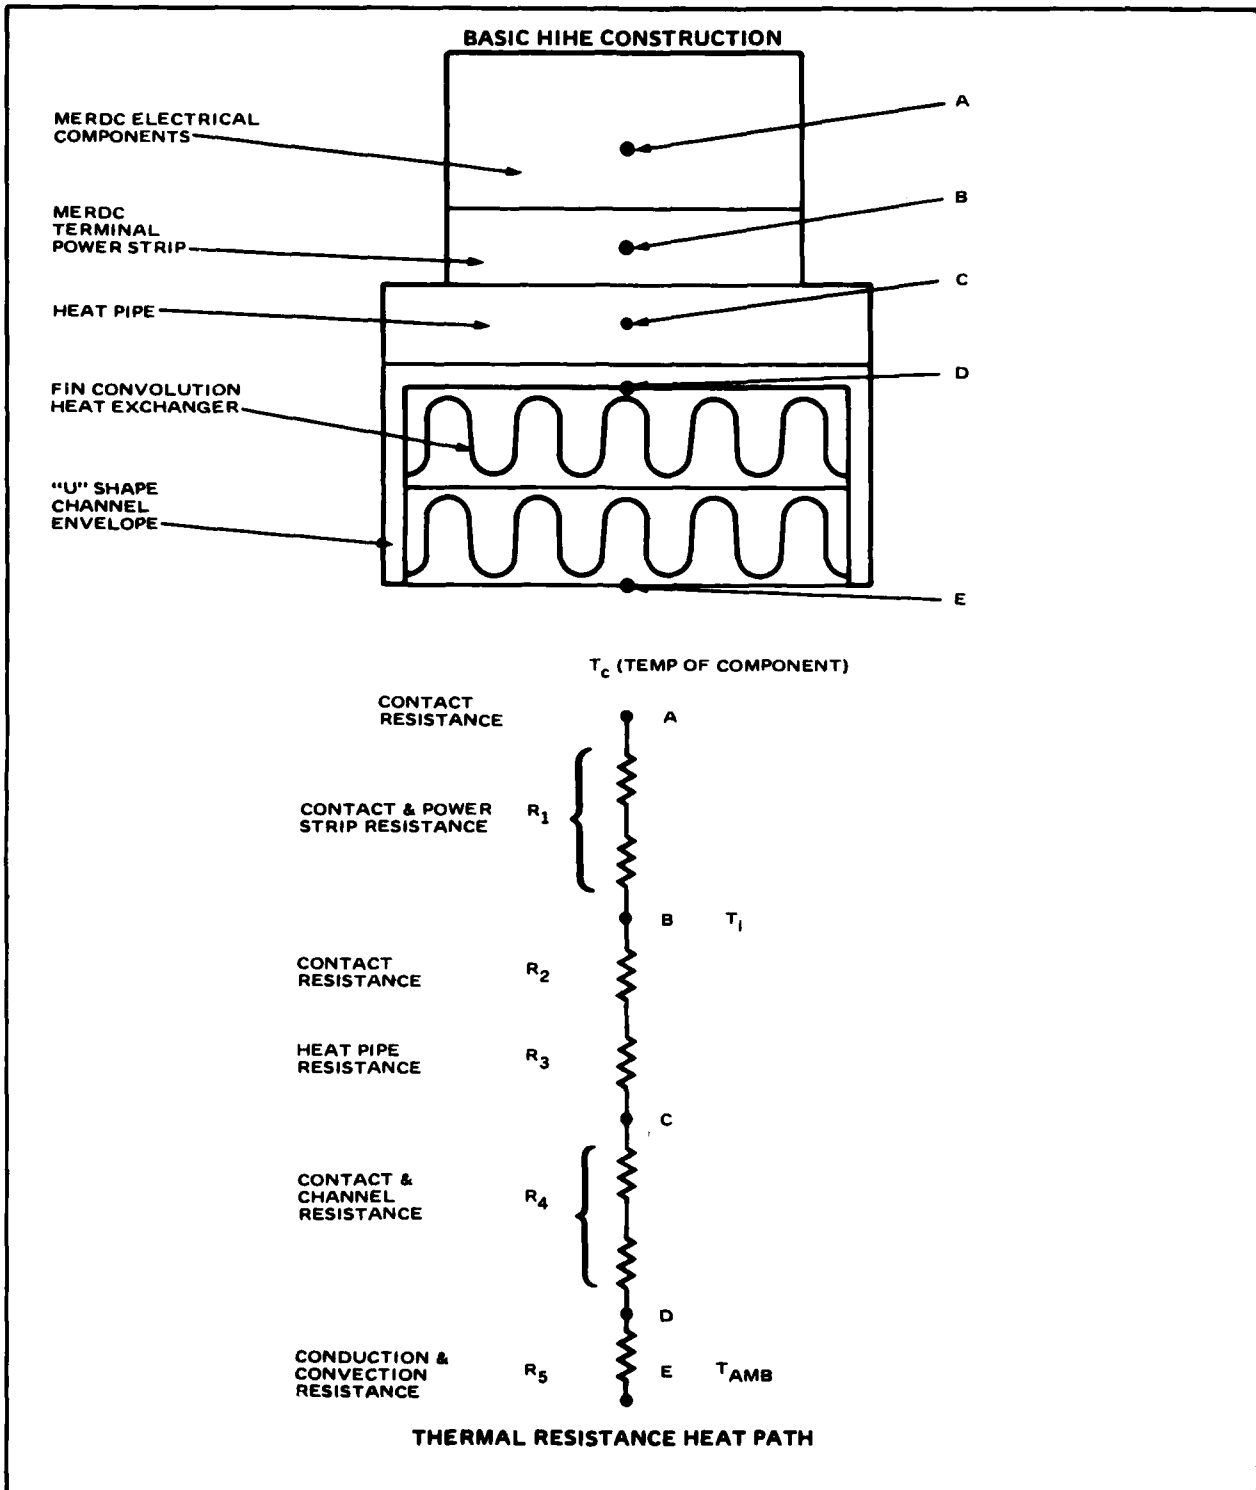 BASIC HIHE CONSTRUCTION
MERDC ELECTRICAL
COMPONENTS
A
MERDC
TERMINAL
POWER STRIP
B
HEAT PIPE
C
FIN CONVOLUTION
HEAT EXCHANGER
D
"U" SHAPE
CHANNEL
ENVELOPE
E
Tc (TEMP OF COMPONENT)
CONTACT
RESISTANCE
A
CONTACT & POWER
STRIP RESISTANCE
R1
B
Ti
CONTACT
RESISTANCE
R2
HEAT PIPE
RESISTANCE
R3
C
CONTACT &
CHANNEL
RESISTANCE
R4
D
CONDUCTION &
CONVECTION
RESISTANCE
R5
E
TAMB
THERMAL RESISTANCE HEAT PATH